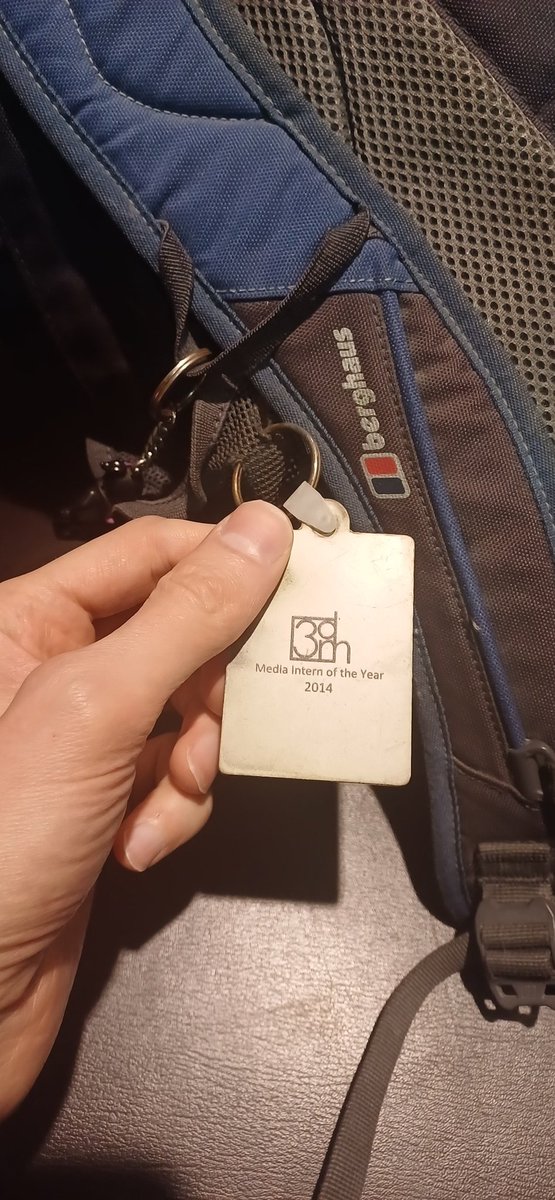 berghaus
3dm
Media Intern of the Year
2014